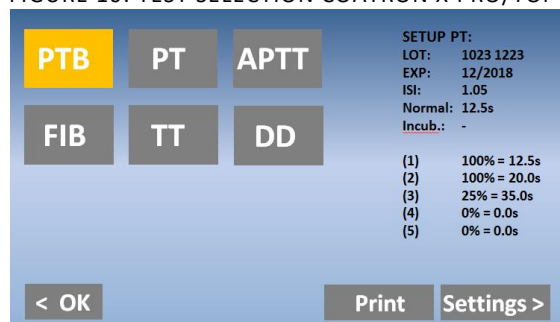 FIGURE 10: TEST SELECTION COATRON X PRO/TOP
PTB PT APTT
FIB TT DD
SETUP PT:
LOT: 1023 1223
EXP: 12/2018
ISI: 1.05
Normal: 12.5s
Incub.: -
(1) 100% = 12.5s
(2) 100% = 20.0s
(3) 25% = 35.0s
(4) 0% = 0.0s
(5) 0% = 0.0s
< OK Print Settings >